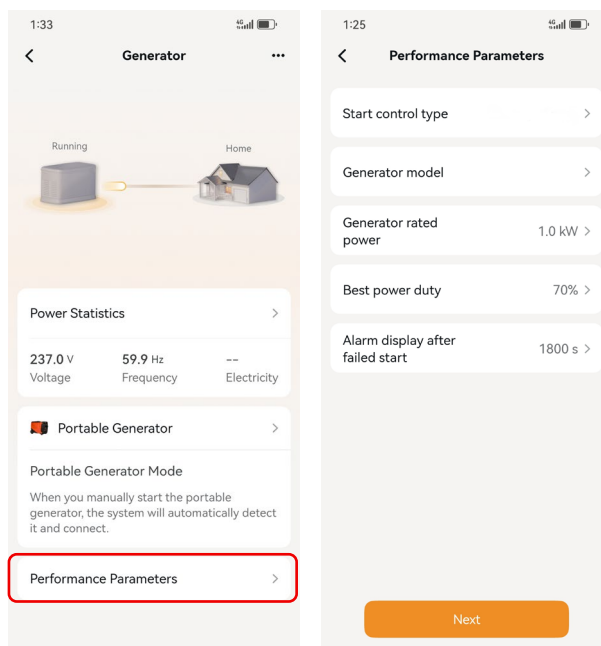 1:33
4G
Generator
Running
Home
Power Statistics
237.0 V
59.9 Hz
--
Voltage
Frequency
Electricity
Portable Generator
Portable Generator Mode
When you manually start the portable
generator, the system will automatically detect
it and connect.
Performance Parameters
1:25
4G
Performance Parameters
Start control type
Generator model
Generator rated
power
1.0 kW
Best power duty
70%
Alarm display after
failed start
1800 s
Next